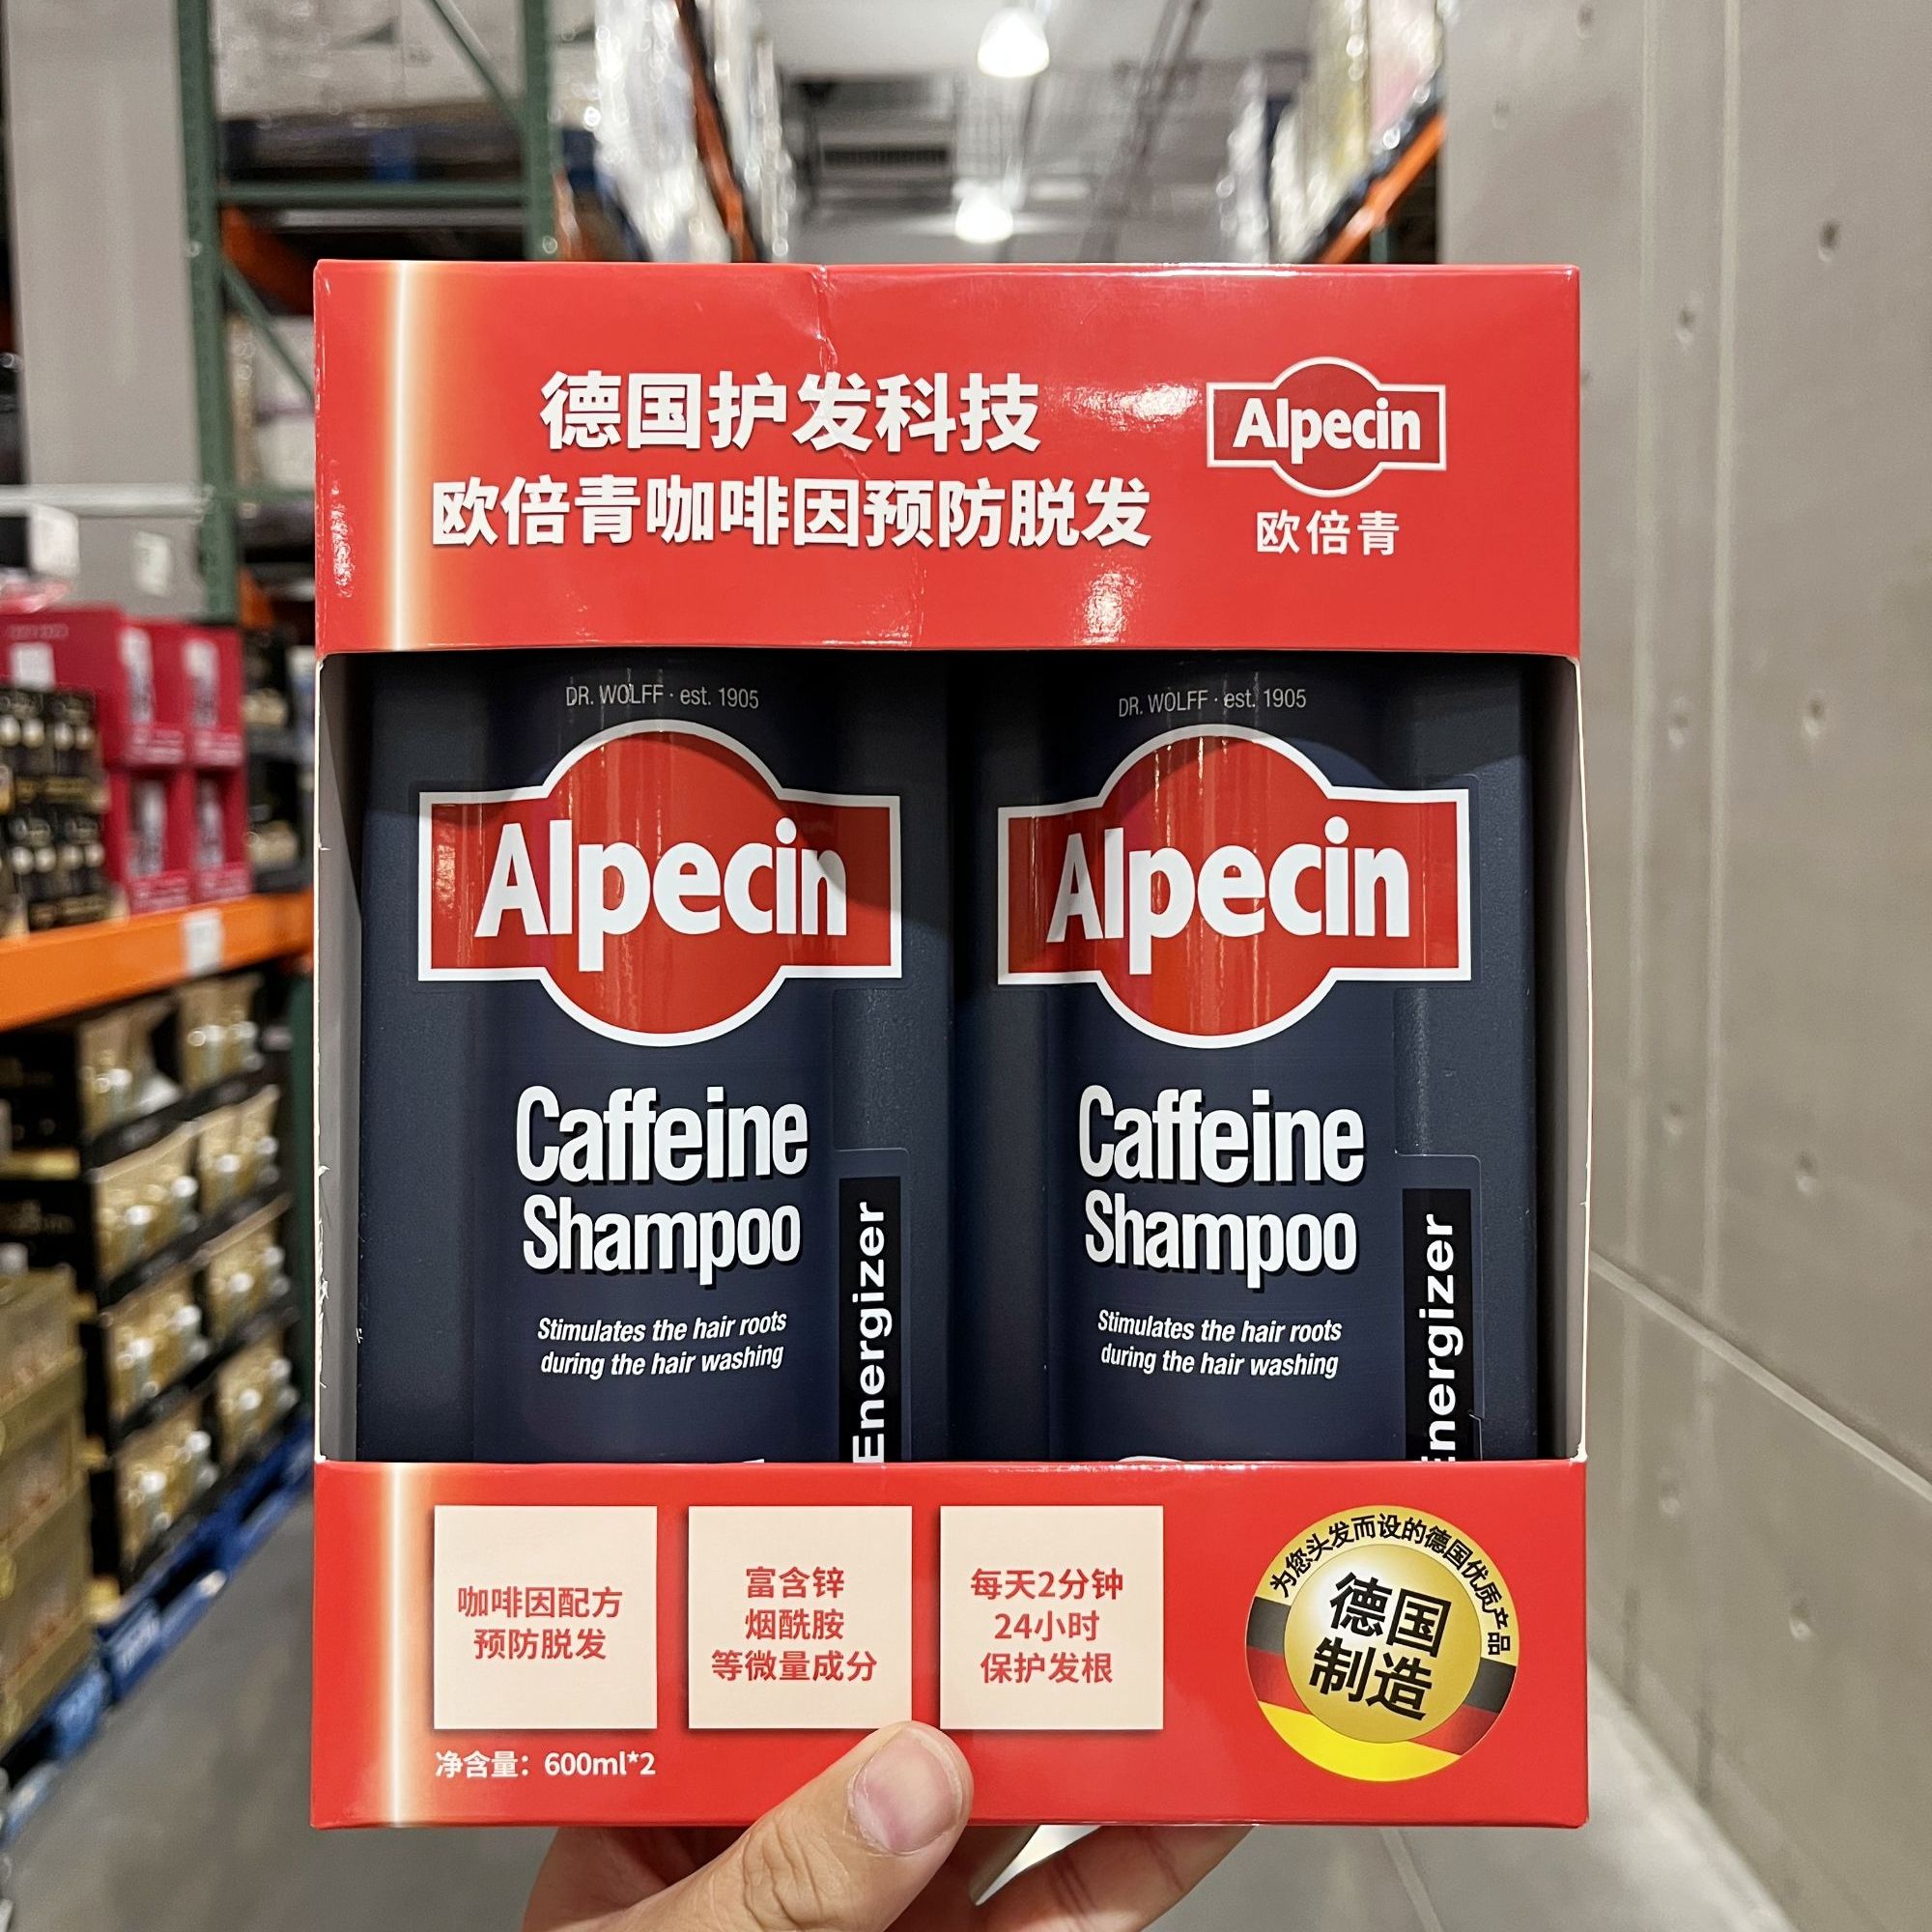 德国护发科技
欧倍青咖啡因预防脱发
Alpecin
欧倍青
DR. WOLFF · est. 1905
Alpecin
Caffeine
Shampoo
Stimulates the hair roots
during the hair washing
Energizer
DR. WOLFF · est. 1905
Alpecin
Caffeine
Shampoo
Stimulates the hair roots
during the hair washing
Energizer
咖啡因配方
预防脱发
富含锌
烟酰胺
等微量成分
每天2分钟
24小时
保护发根
为您头发而设的德国优质产品
德国
制造
净含量：600ml*2